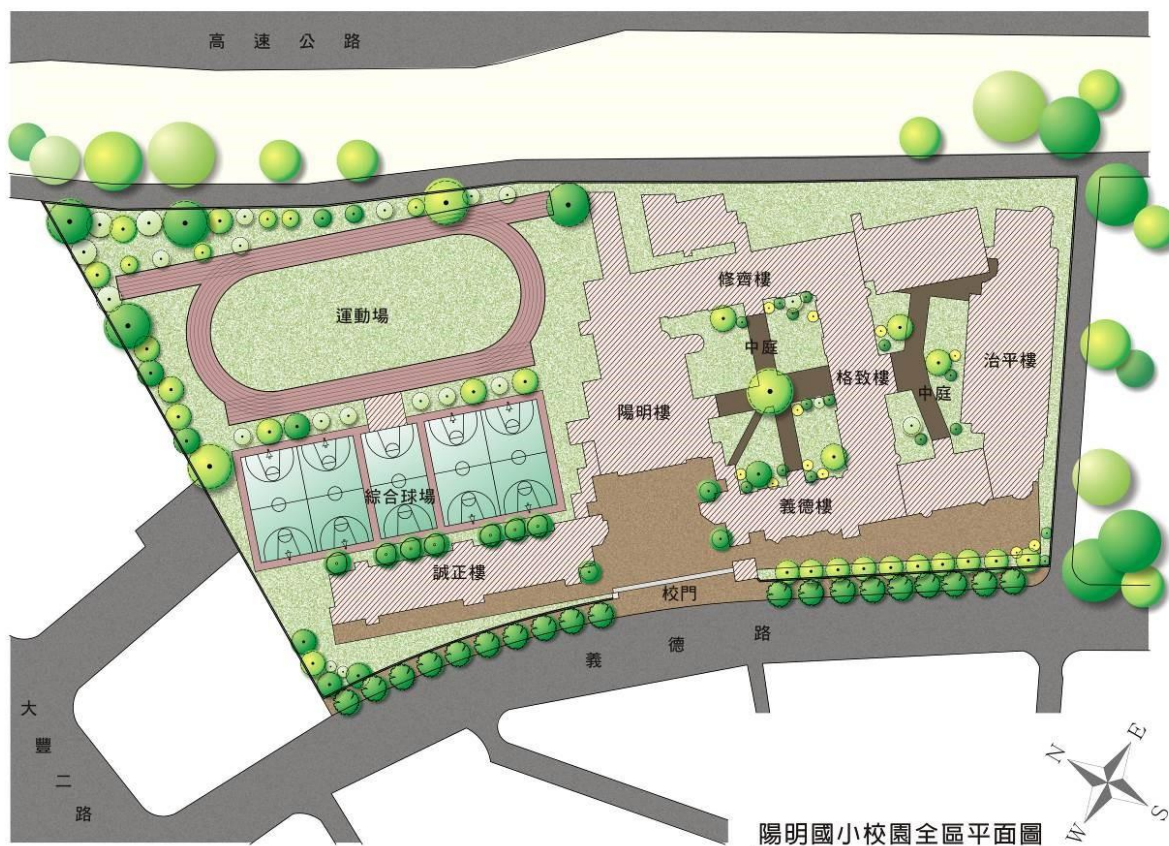 高速公路
運動場
修齊樓
中庭
格致樓
治平樓
中庭
陽明樓
綜合球場
義德樓
誠正樓
校門
義德路
大豐二路
N
E
W
S
陽明國小校園全區平面圖